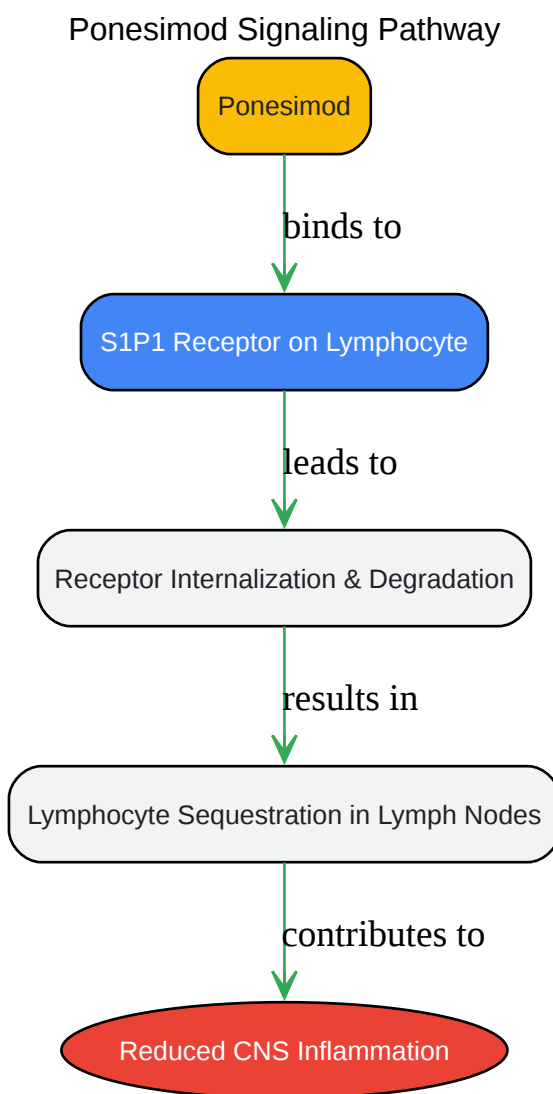 Ponesimod Signaling Pathway
Ponesimod
binds to
S1P1 Receptor on Lymphocyte
leads to
Receptor Internalization & Degradation
results in
Lymphocyte Sequestration in Lymph Nodes
contributes to
Reduced CNS Inflammation